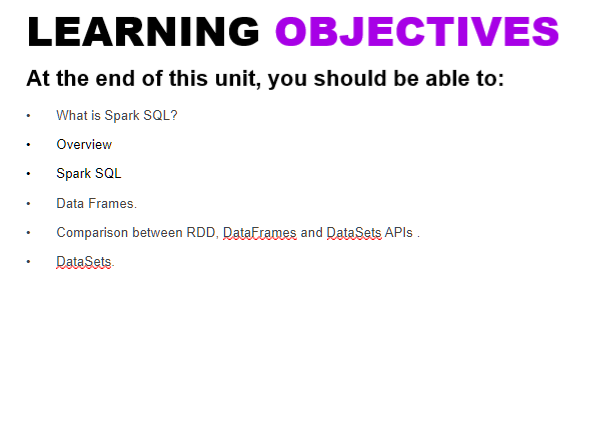 LEARNING OBJECTIVES
At the end of this unit, you should be able to:
• What is Spark SQL?
• Overview
• Spark SQL
• Data Frames.
• Comparison between RDD, DataFrames and DataSets APIs .
• DataSets.